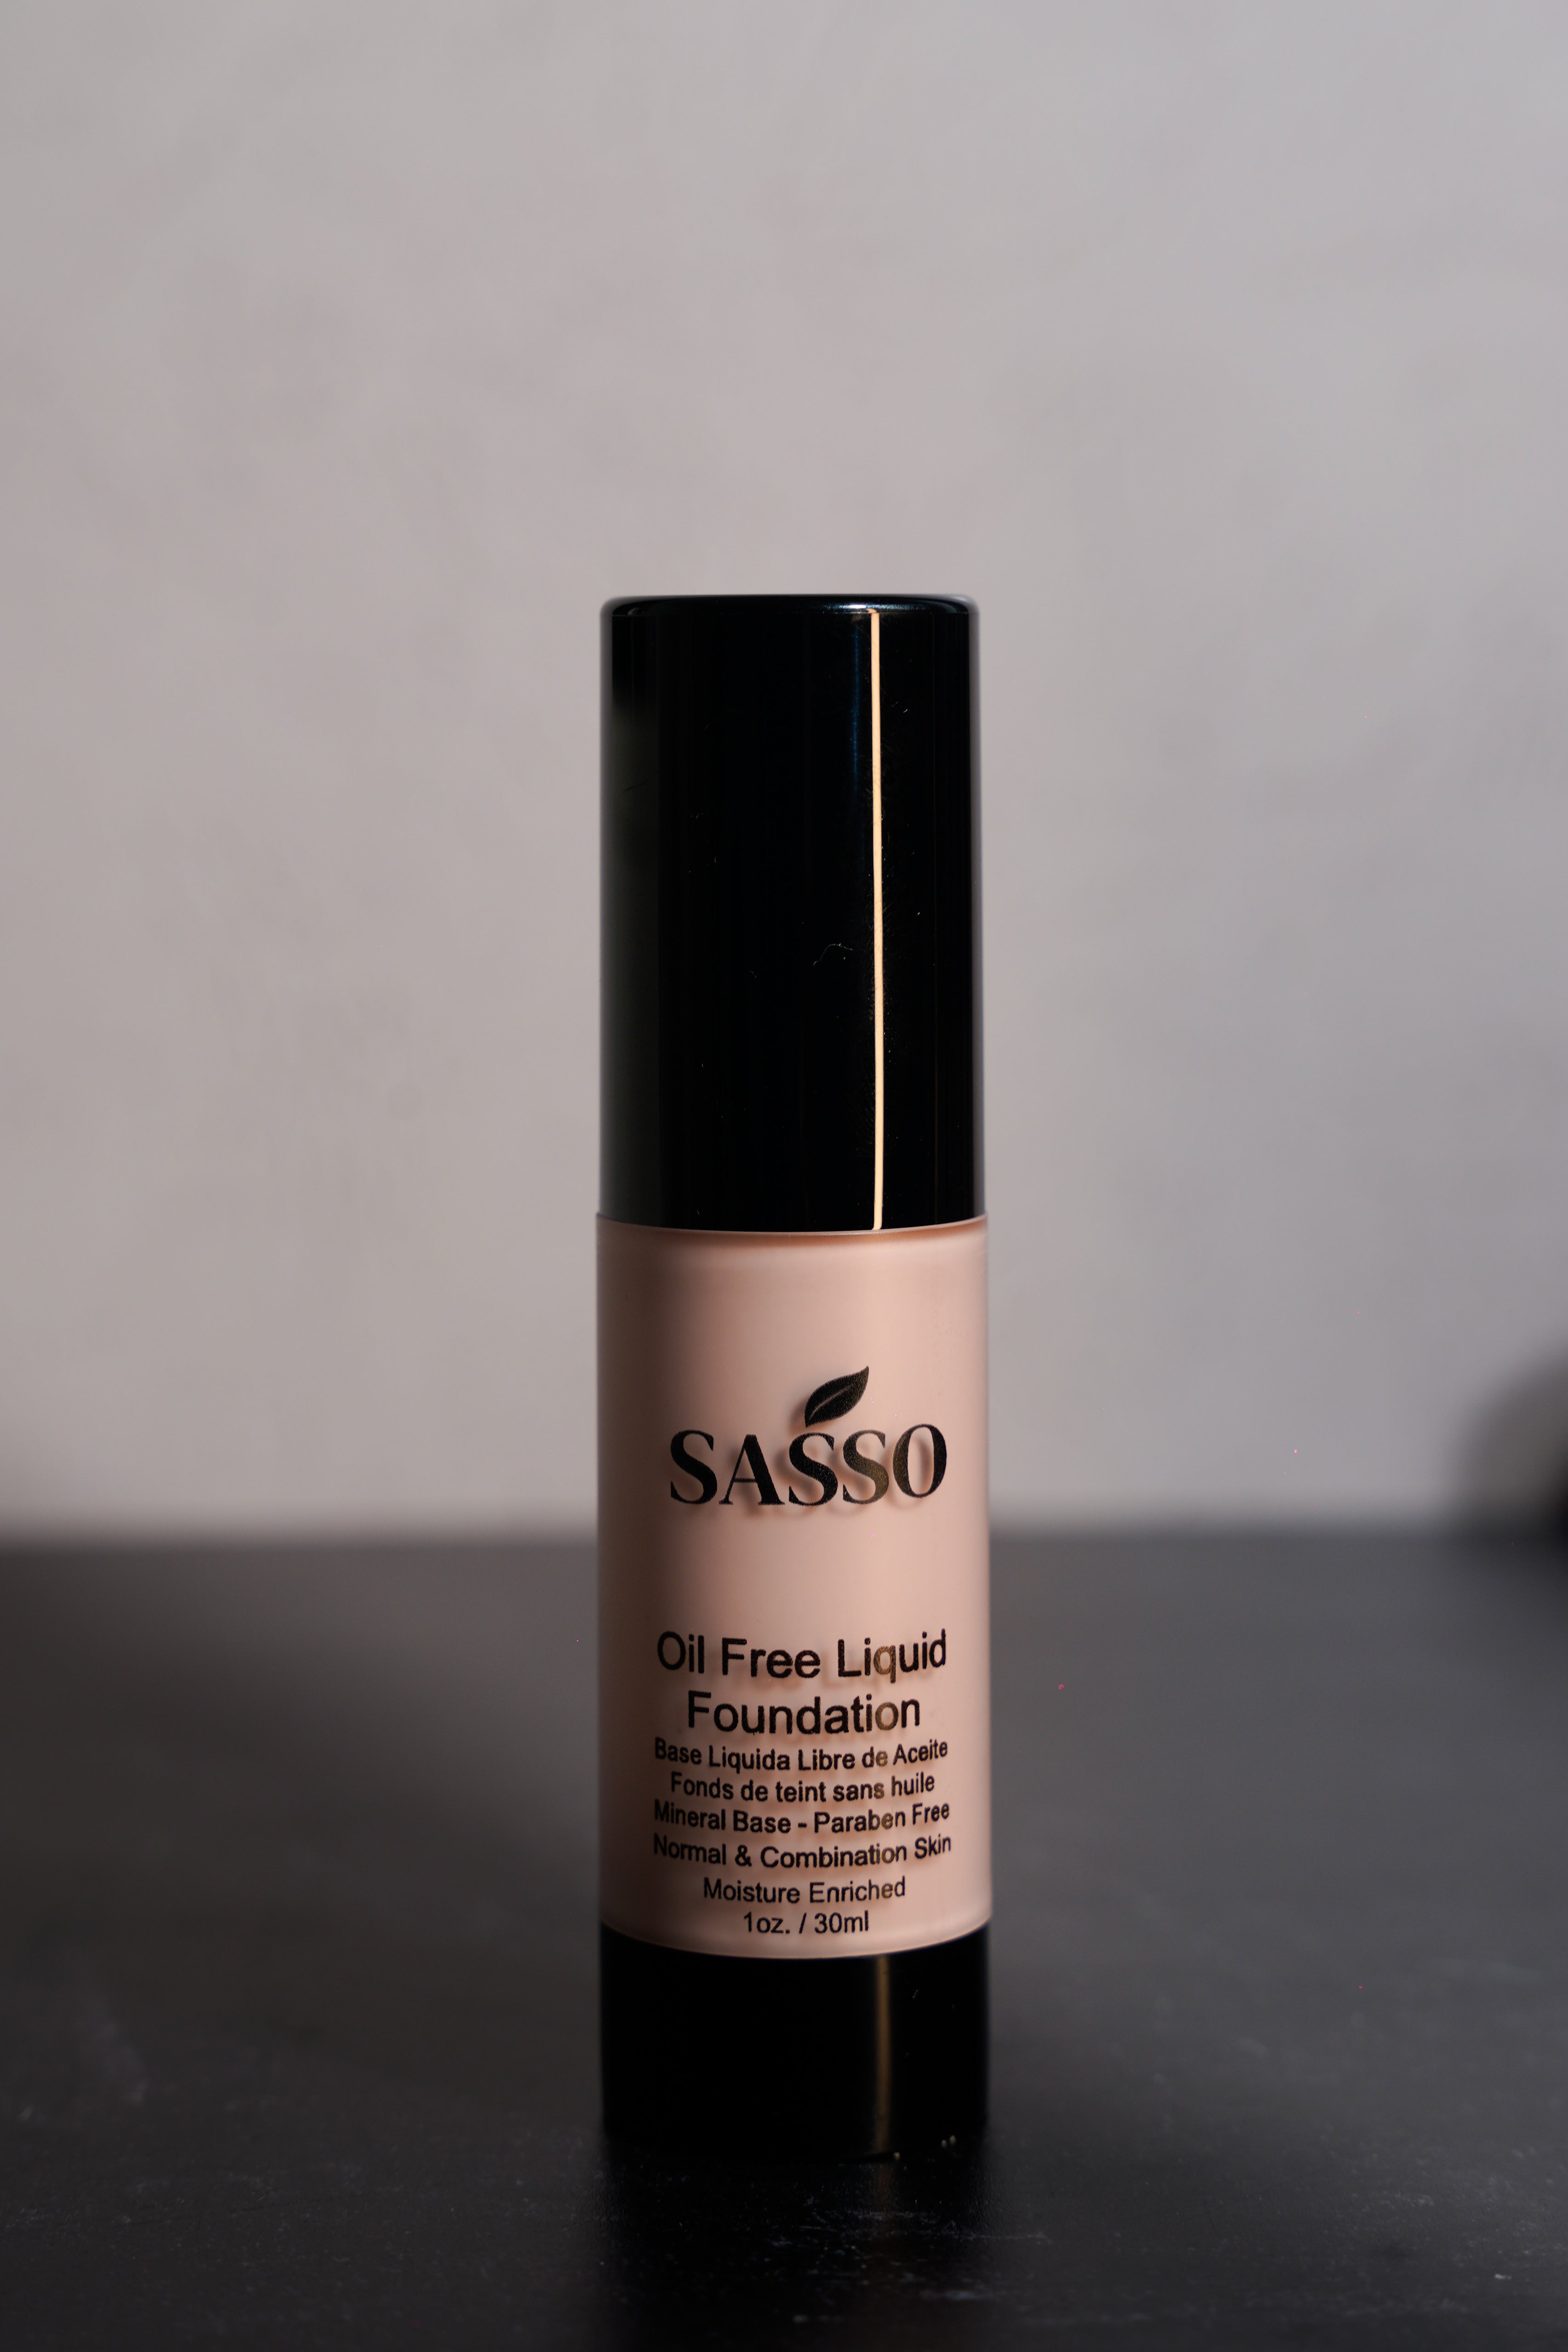 SASSO
Oil Free Liquid
Foundation
Base Liquida Libre de Aceite
Fonds de teint sans huile
Mineral Base - Paraben Free
Normal & Combination Skin
Moisture Enriched
1oz. / 30ml